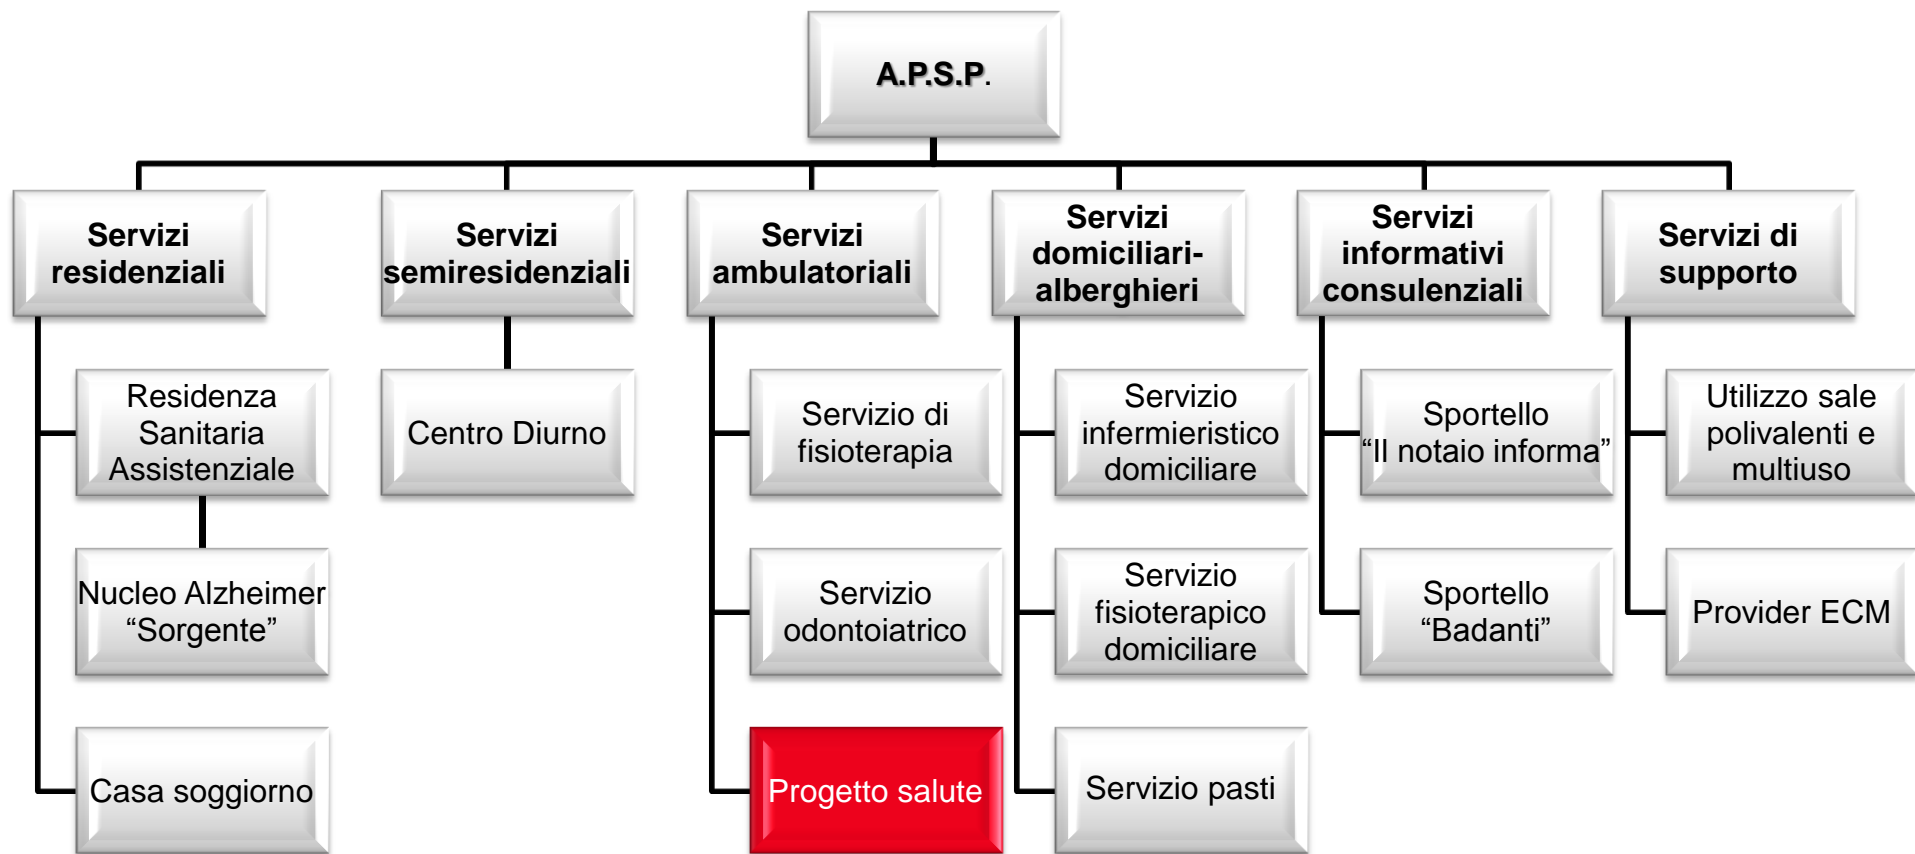 A.P.S.P.
Servizi
residenziali
Servizi
semiresidenziali
Servizi
ambulatoriali
Servizi
domiciliari-
alberghieri
Servizi
informativi
consulenziali
Servizi di
supporto
Residenza
Sanitaria
Assistenziale
Centro Diurno
Servizio di
fisioterapia
Servizio
infermieristico
domiciliare
Sportello
“Il notaio informa”
Utilizzo sale
polivalenti e
multiuso
Nucleo Alzheimer
“Sorgente”
Servizio
odontoiatrico
Servizio
fisioterapico
domiciliare
Sportello
“Badanti”
Provider ECM
Casa soggiorno
Progetto salute
Servizio pasti